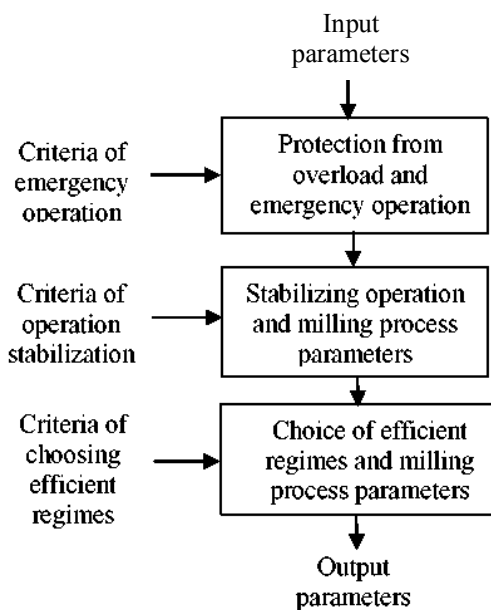 Input
parameters
Protection from
overload and
emergency operation
Criteria of
emergency
operation
Stabilizing operation
and milling process
parameters
Criteria of
operation
stabilization
Choice of efficient
regimes and milling
process parameters
Criteria of
choosing
efficient
regimes
Output
parameters